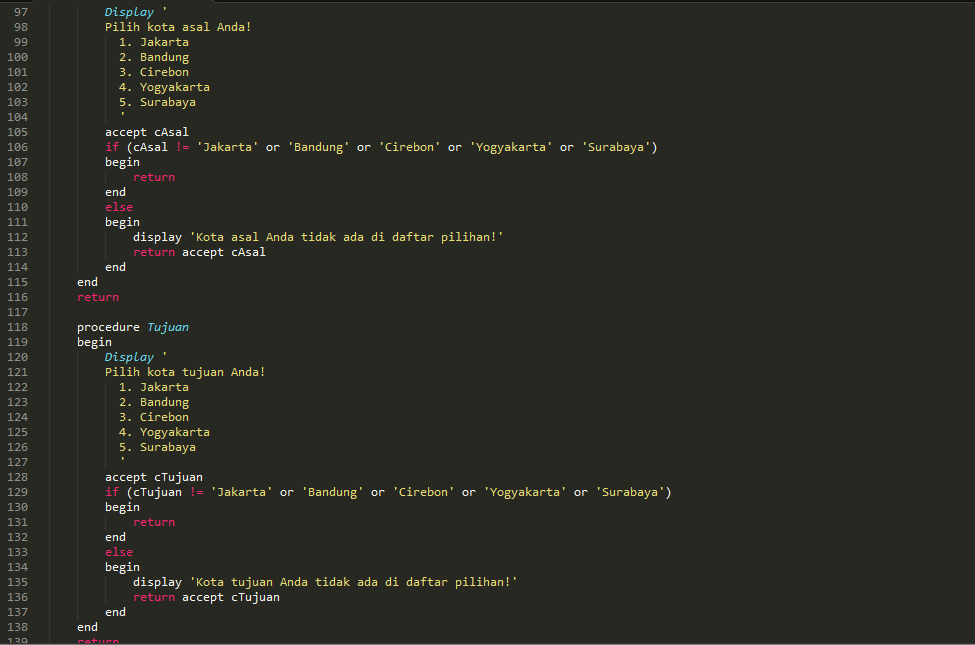 97 Display '
98 Pilih kota asal Anda!
99 1. Jakarta
100 2. Bandung
101 3. Cirebon
102 4. Yogyakarta
103 5. Surabaya
104 '
105 accept cAsal
106 if (cAsal != 'Jakarta' or 'Bandung' or 'Cirebon' or 'Yogyakarta' or 'Surabaya')
107 begin
108 return
109 end
110 else
111 begin
112 display 'Kota asal Anda tidak ada di daftar pilihan!'
113 return accept cAsal
114 end
115 end
116 return
117
118 procedure Tujuan
119 begin
120 Display '
121 Pilih kota tujuan Anda!
122 1. Jakarta
123 2. Bandung
124 3. Cirebon
125 4. Yogyakarta
126 5. Surabaya
127 '
128 accept cTujuan
129 if (cTujuan != 'Jakarta' or 'Bandung' or 'Cirebon' or 'Yogyakarta' or 'Surabaya')
130 begin
131 return
132 end
133 else
134 begin
135 display 'Kota tujuan Anda tidak ada di daftar pilihan!'
136 return accept cTujuan
137 end
138 end
139 return